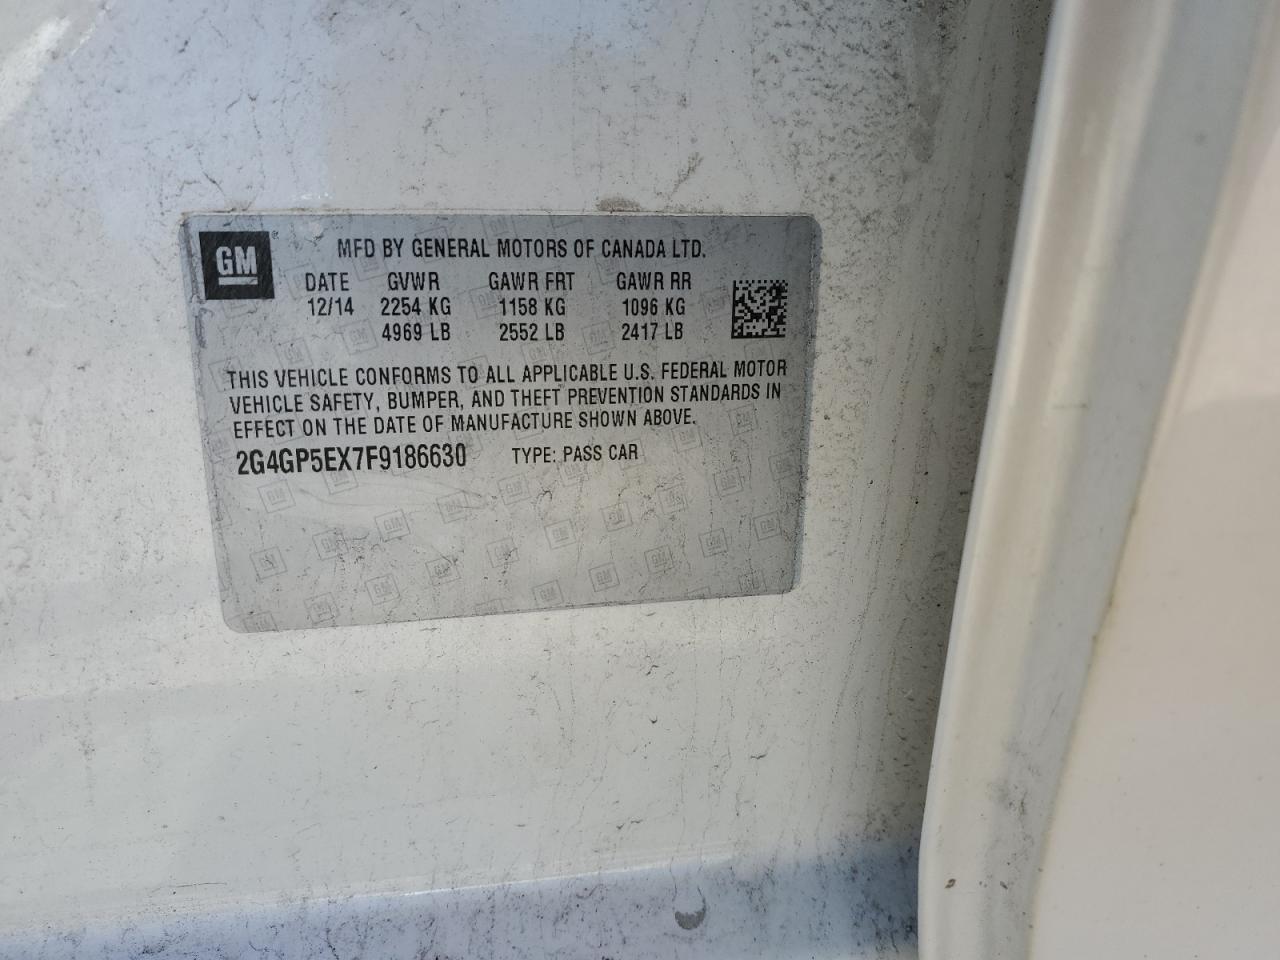 GM
MFD BY GENERAL MOTORS OF CANADA LTD.
DATE GVWR GAWR FRT GAWR RR
12/14 2254 KG 1158 KG 1096 KG
4969 LB 2552 LB 2417 LB
THIS VEHICLE CONFORMS TO ALL APPLICABLE U.S. FEDERAL MOTOR
VEHICLE SAFETY, BUMPER, AND THEFT PREVENTION STANDARDS IN
EFFECT ON THE DATE OF MANUFACTURE SHOWN ABOVE.
2G4GP5EX7F9186630 TYPE: PASS CAR